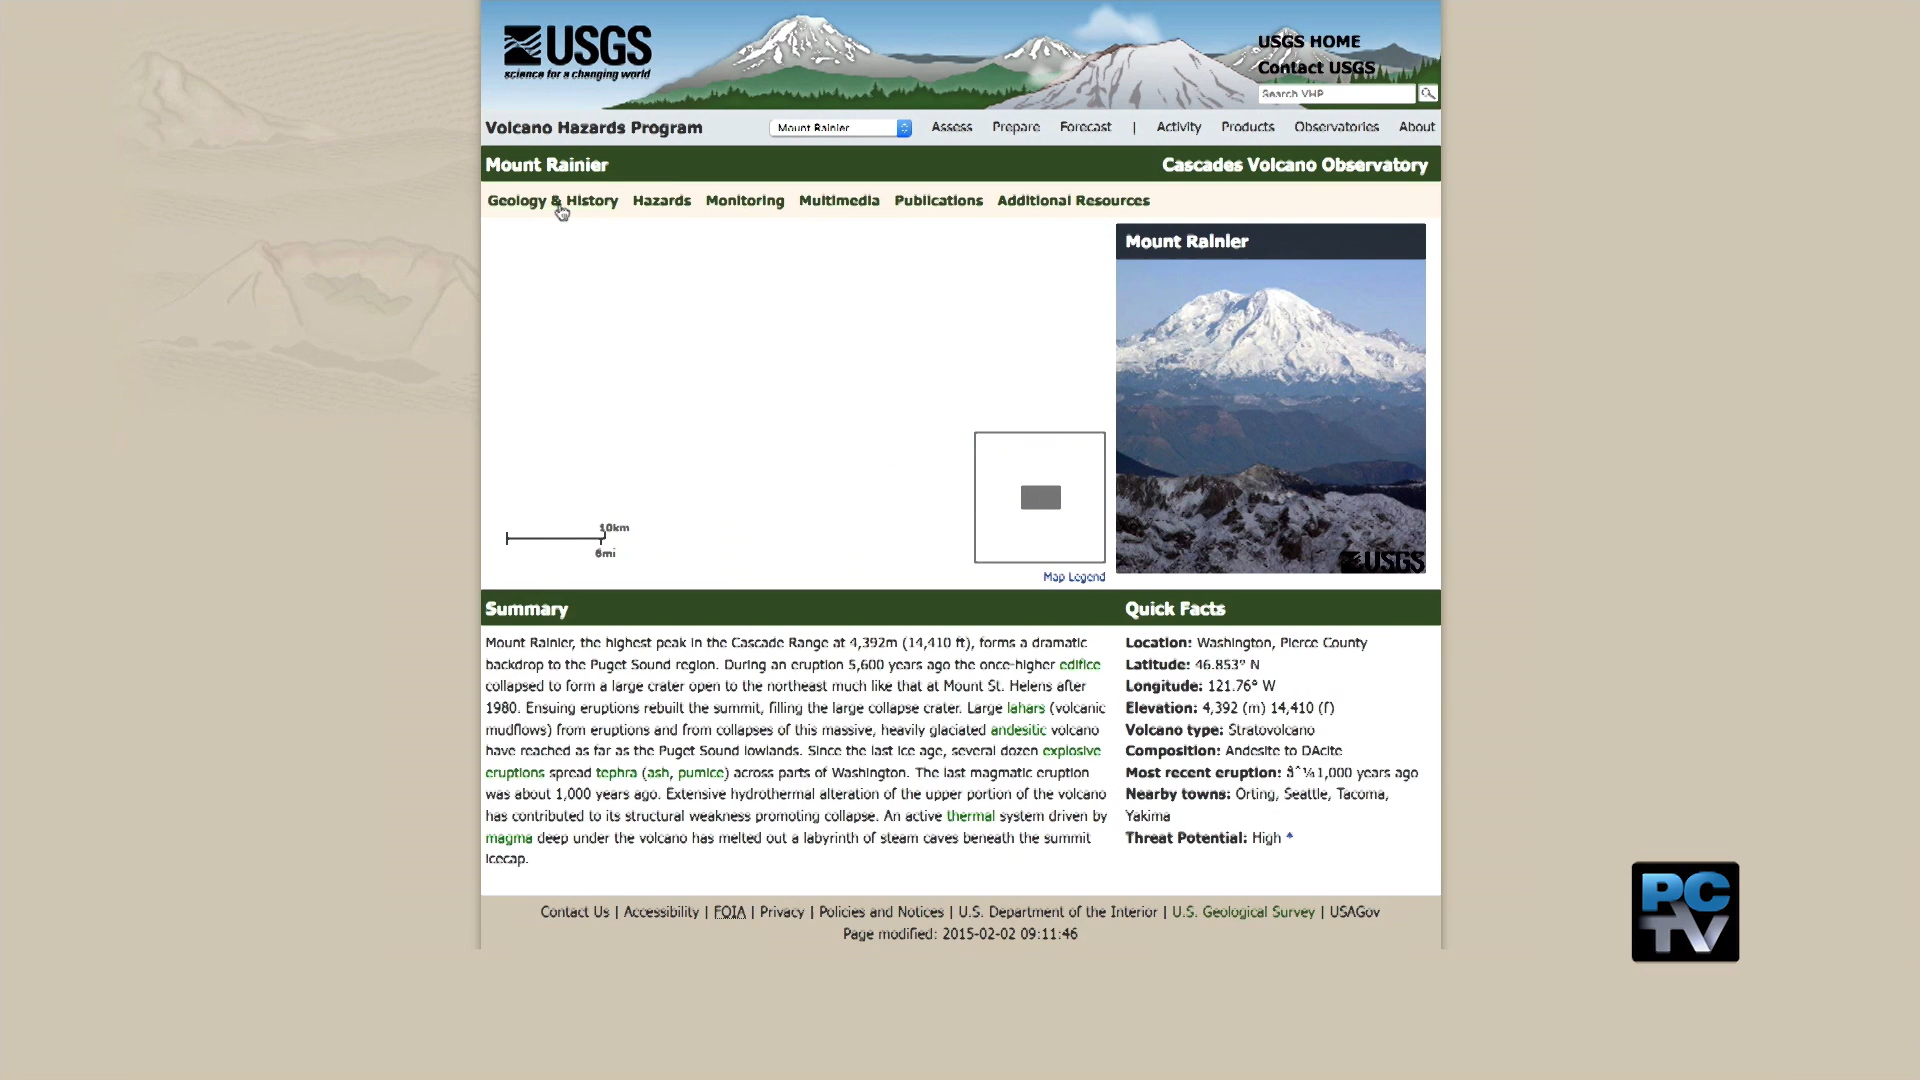 USGS
science for a changing world
USGS HOME
Contact USGS
Search VHP
Volcano Hazards Program
Mount Rainier
Assess Prepare Forecast | Activity Products Observatories About
Mount Rainier
Cascades Volcano Observatory
Geology & History Hazards Monitoring Multimedia Publications Additional Resources
Mount Rainier
10km
6mi
USGS
Map Legend
Summary
Mount Rainier, the highest peak in the Cascade Range at 4,392m (14,410 ft), forms a dramatic
backdrop to the Puget Sound region. During an eruption 5,600 years ago the once-higher edifice
collapsed to form a large crater open to the northeast much like that at Mount St. Helens after
1980. Ensuing eruptions rebuilt the summit, filling the large collapse crater. Large lahars (volcanic
mudflows) from eruptions and from collapses of this massive, heavily glaciated andesitic volcano
have reached as far as the Puget Sound lowlands. Since the last ice age, several dozen explosive
eruptions spread tephra (ash, pumice) across parts of Washington. The last magmatic eruption
was about 1,000 years ago. Extensive hydrothermal alteration of the upper portion of the volcano
has contributed to its structural weakness promoting collapse. An active thermal system driven by
magma deep under the volcano has melted out a labyrinth of steam caves beneath the summit
icecap.
Quick Facts
Location: Washington, Pierce County
Latitude: 46.853° N
Longitude: 121.76° W
Elevation: 4,392 (m) 14,410 (f)
Volcano type: Stratovolcano
Composition: Andesite to DAcite
Most recent eruption: âˆ¼1,000 years ago
Nearby towns: Orting, Seattle, Tacoma,
Yakima
Threat Potential: High *
Contact Us | Accessibility | FOIA | Privacy | Policies and Notices | U.S. Department of the Interior | U.S. Geological Survey | USAGov
Page modified: 2015-02-02 09:11:46
PC
TV